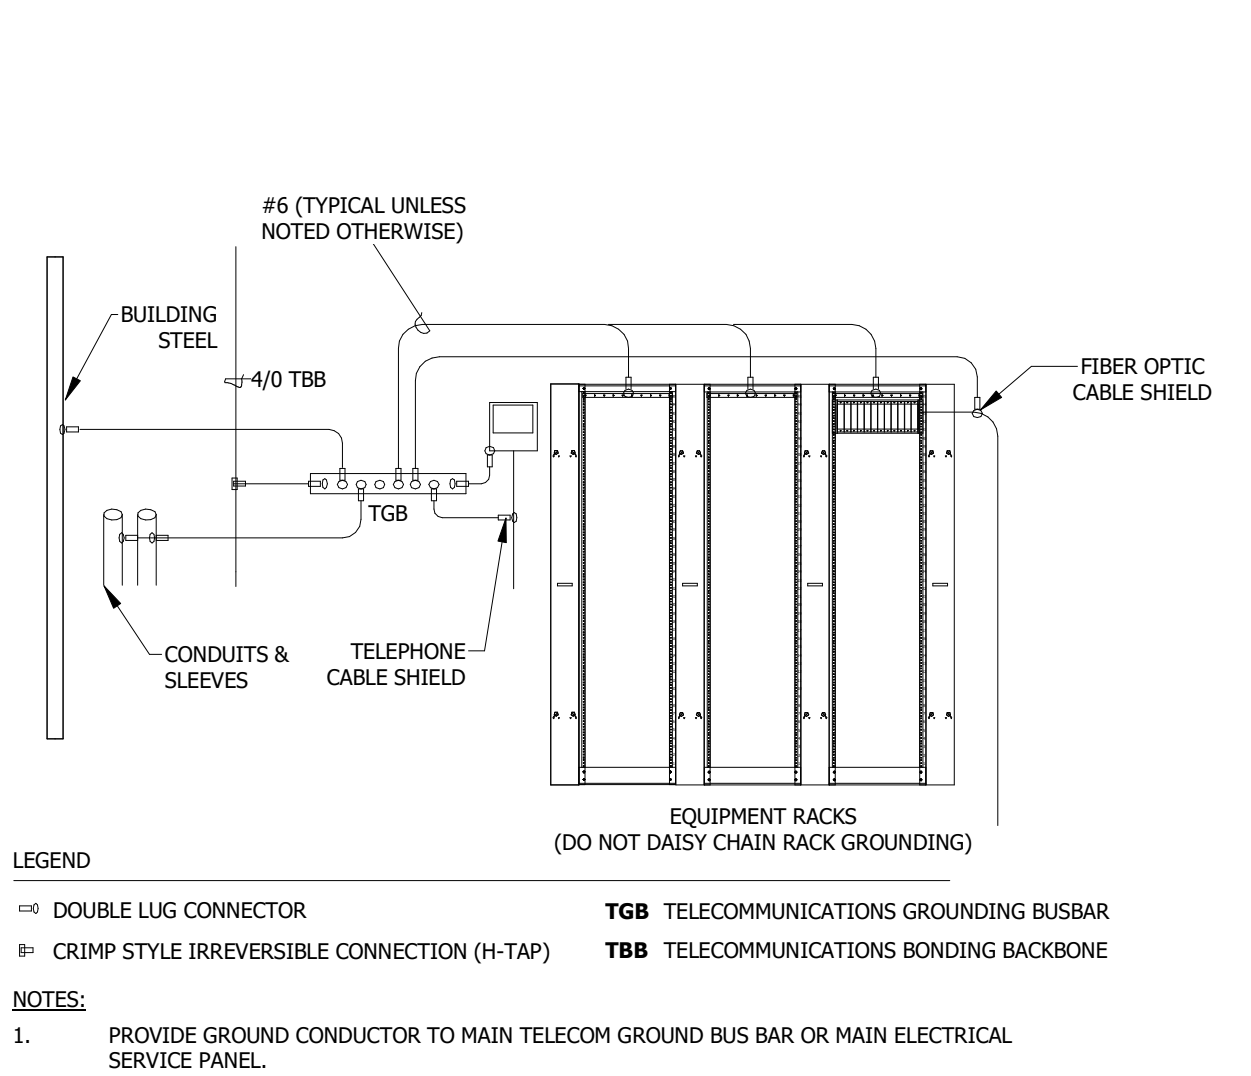 #6 (TYPICAL UNLESS
NOTED OTHERWISE)
BUILDING
STEEL
4/0 TBB
FIBER OPTIC
CABLE SHIELD
TGB
CONDUITS &
SLEEVES
TELEPHONE
CABLE SHIELD
EQUIPMENT RACKS
(DO NOT DAISY CHAIN RACK GROUNDING)
LEGEND
DOUBLE LUG CONNECTOR
CRIMP STYLE IRREVERSIBLE CONNECTION (H-TAP)
TGB TELECOMMUNICATIONS GROUNDING BUSBAR
TBB TELECOMMUNICATIONS BONDING BACKBONE
NOTES:
1. PROVIDE GROUND CONDUCTOR TO MAIN TELECOM GROUND BUS BAR OR MAIN ELECTRICAL
SERVICE PANEL.